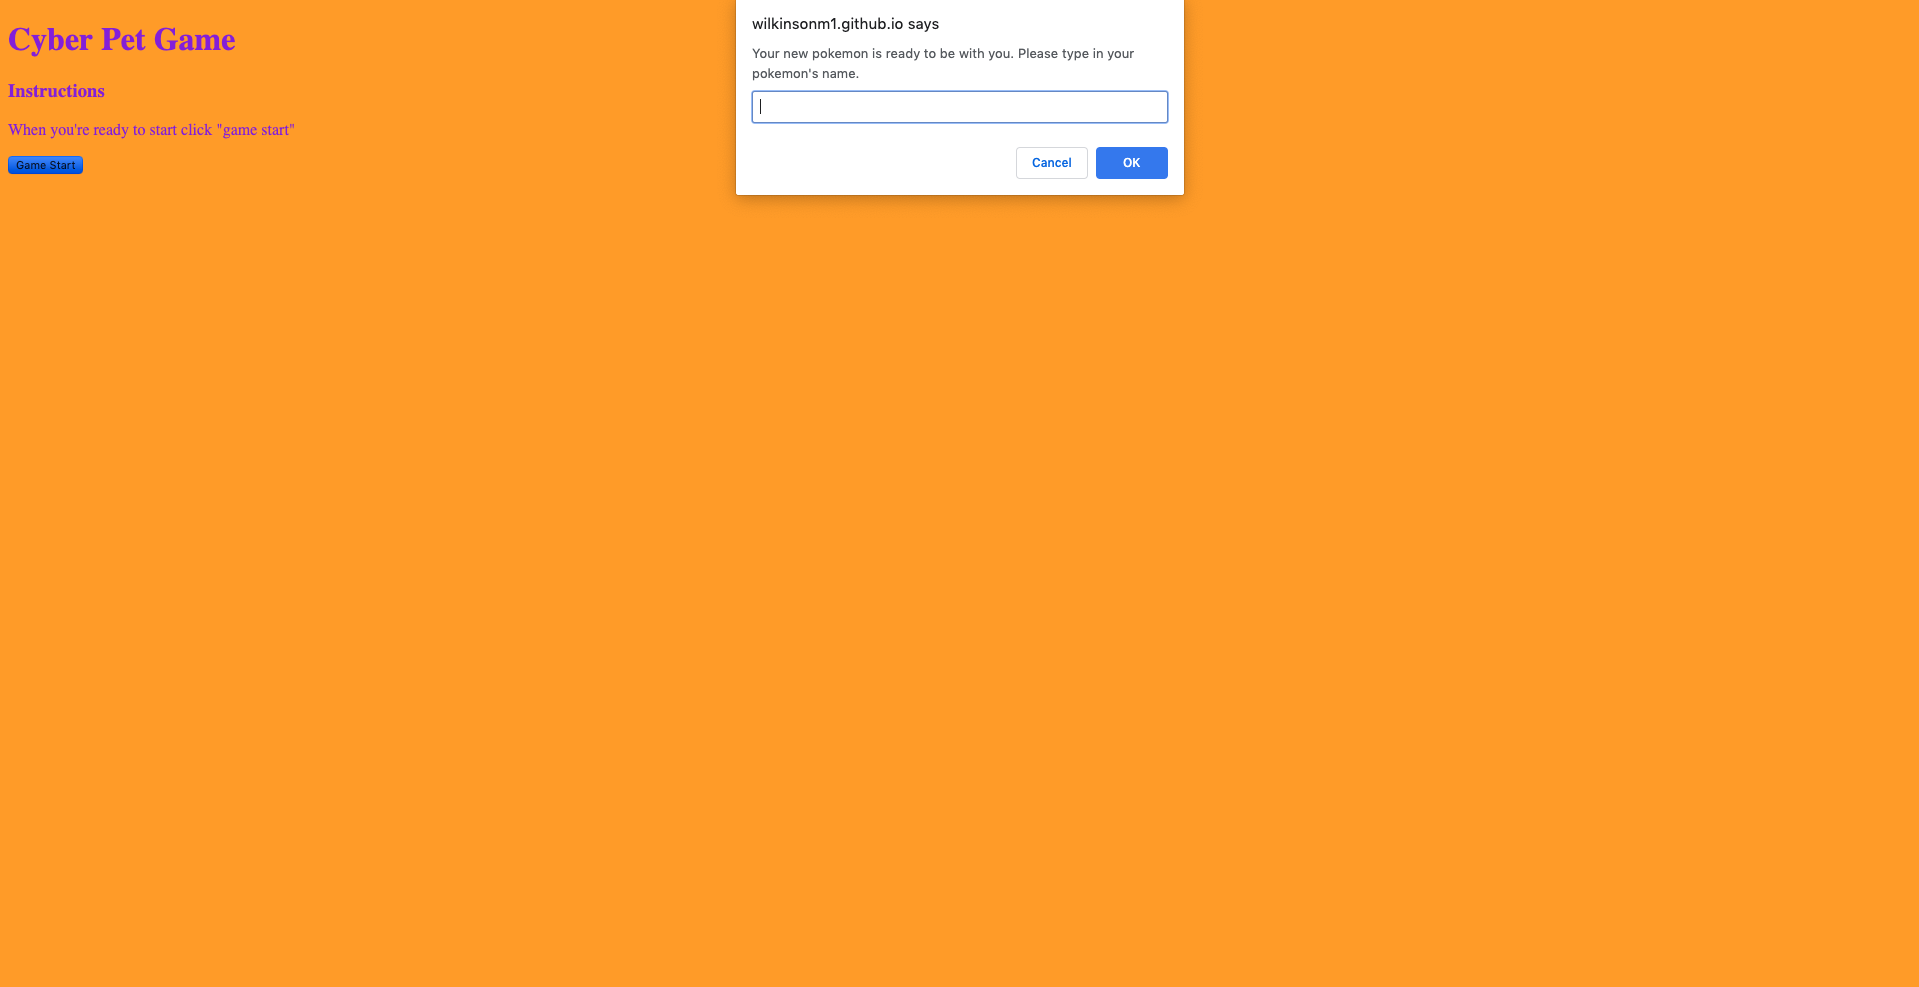 Cyber Pet Game
Instructions
When you're ready to start click "game start"
Game Start
wilkinsonm1.github.io says
Your new pokemon is ready to be with you. Please type in your
pokemon's name.
Cancel
OK